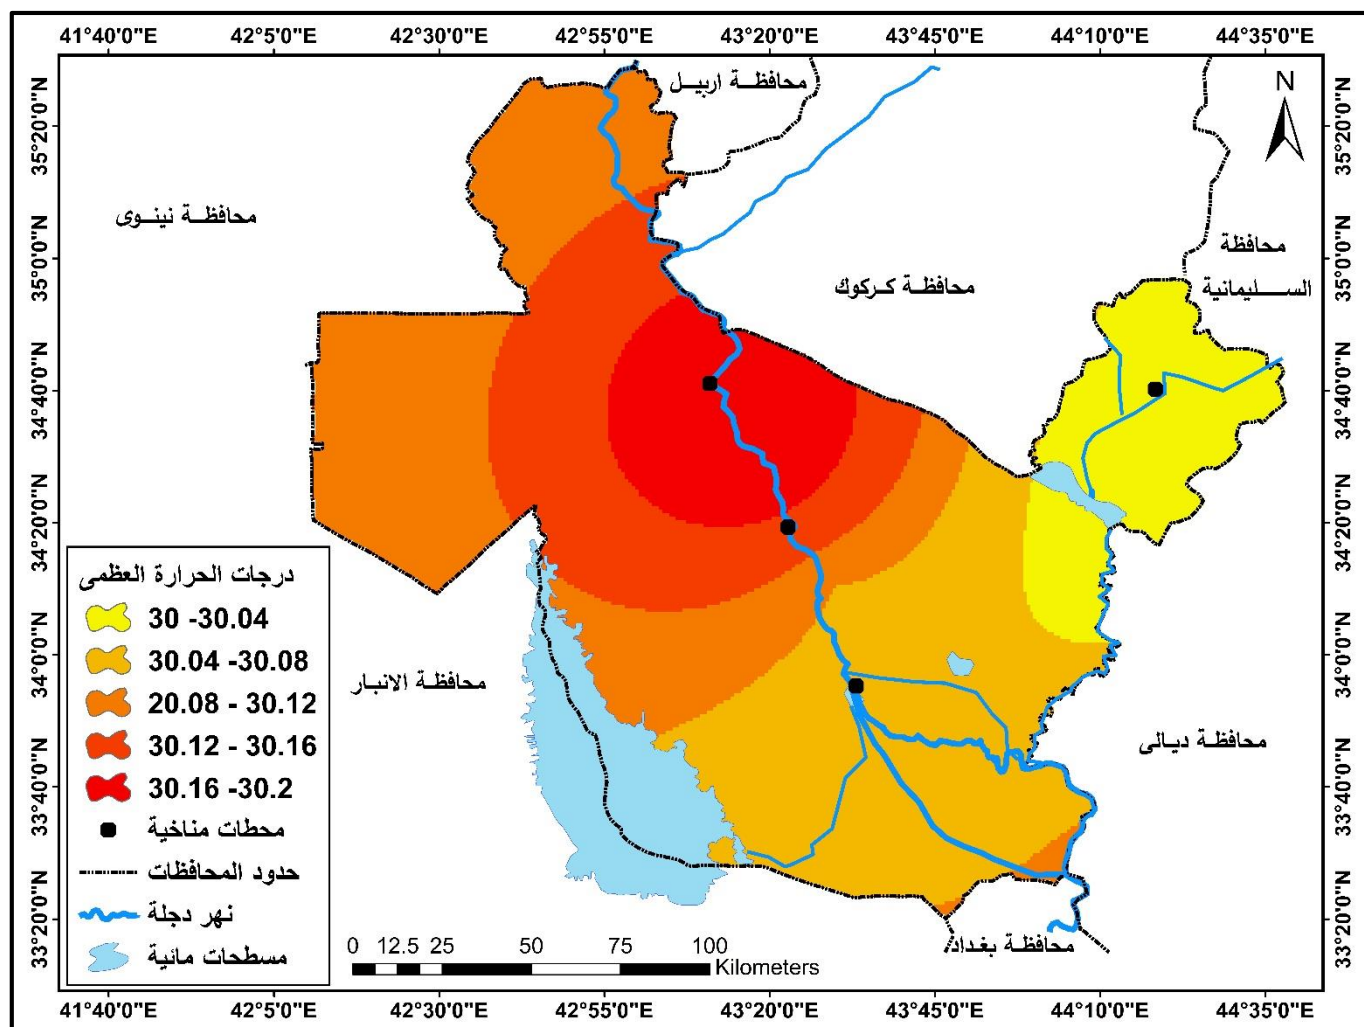 41°40'0"E 42°5'0"E 42°30'0"E 42°55'0"E 43°20'0"E 43°45'0"E 44°10'0"E 44°35'0"E
35°20'0"N
35°0'0"N
34°40'0"N
34°20'0"N
34°0'0"N
33°40'0"N
33°20'0"N
35°20'0"N
35°0'0"N
34°40'0"N
34°20'0"N
34°0'0"N
33°40'0"N
33°20'0"N
N
محافظة اربيل
محافظة نينوى
محافظة
السليمانية
محافظة كركوك
محافظة الانبار
محافظة ديالى
محافظة بغداد
درجات الحرارة العظمى
30 -30.04
30.04 -30.08
20.08 - 30.12
30.12 - 30.16
30.16 -30.2
محطات مناخية
حدود المحافظات
نهر دجلة
مسطحات مائية
0 12.5 25 50 75 100
Kilometers
41°40'0"E 42°5'0"E 42°30'0"E 42°55'0"E 43°20'0"E 43°45'0"E 44°10'0"E 44°35'0"E